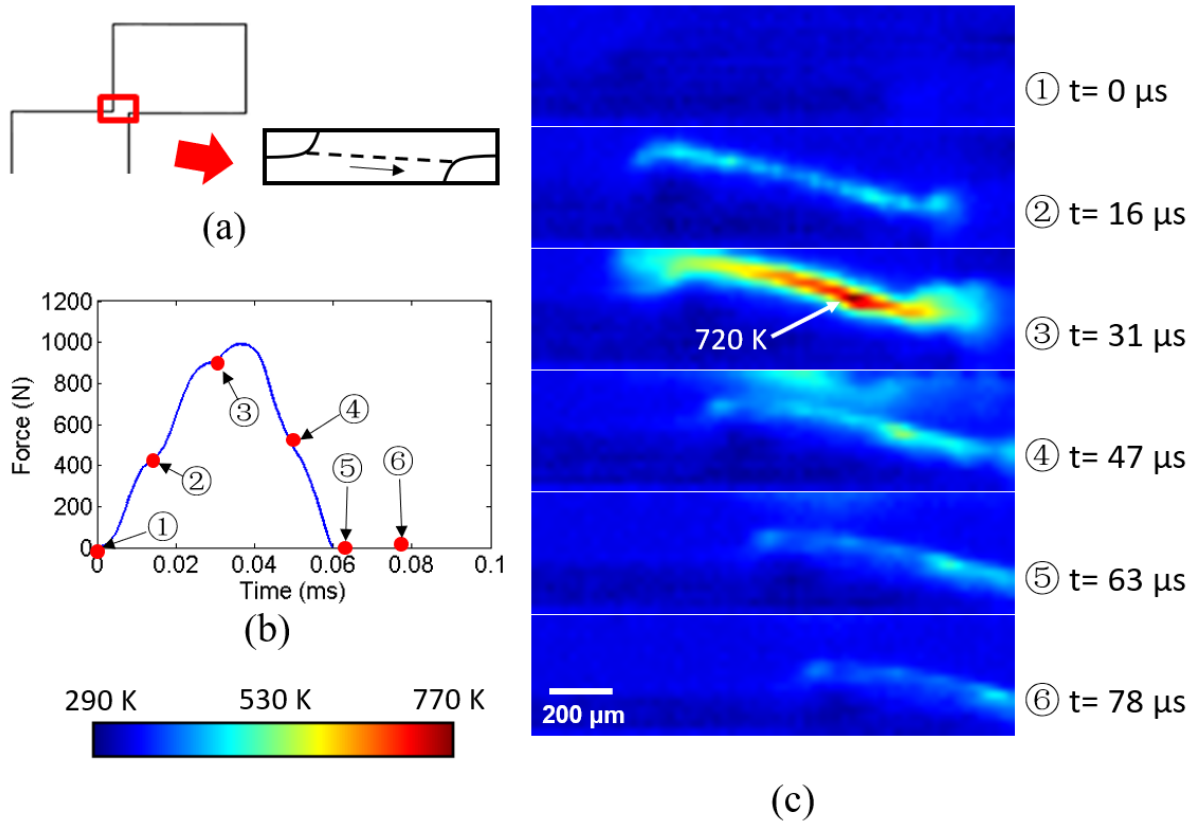 (a)
1200
1000
800
600
400
200
0
Force (N)
①
②
③
④
⑤
⑥
0
0.02
0.04
0.06
0.08
0.1
Time (ms)
(b)
290 K
530 K
770 K
① t= 0 µs
② t= 16 µs
720 K
③ t= 31 µs
④ t= 47 µs
⑤ t= 63 µs
200 µm
⑥ t= 78 µs
(c)